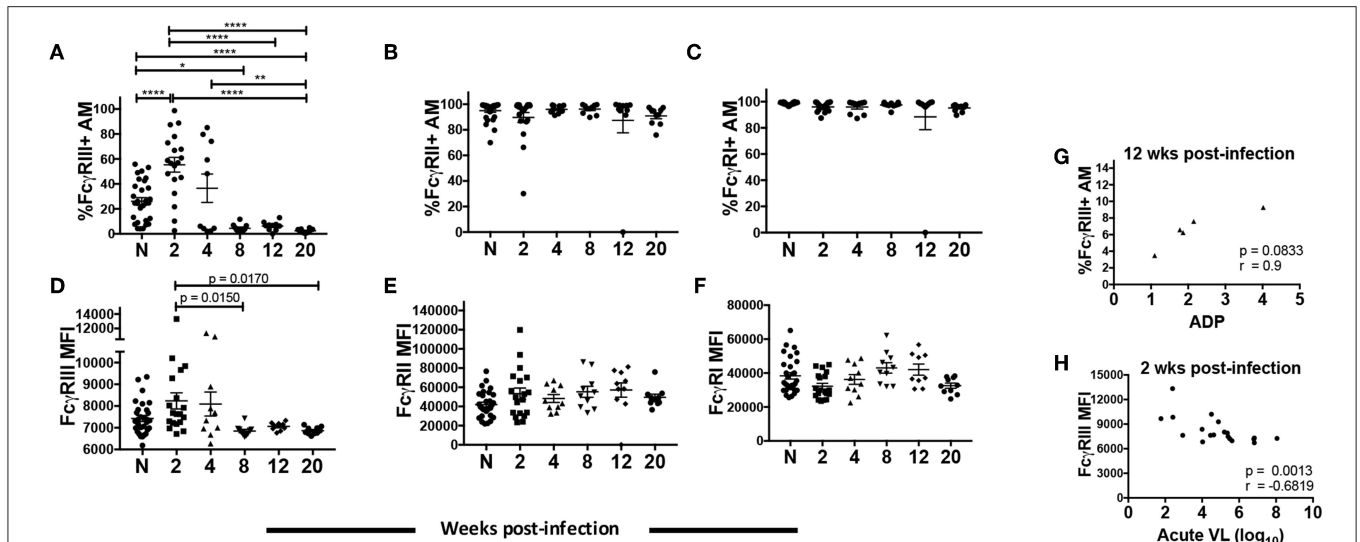 A
****
****
****
*
**
**** ****
%FcγRIII+ AM
100
80
60
40
20
0
N 2 4 8 12 20
B
%FcγRII+ AM
100
80
60
40
20
0
N 2 4 8 12 20
C
%FcγRI+ AM
100
80
60
40
20
0
N 2 4 8 12 20
D
p = 0.0170
p = 0.0150
FcγRIII MFI
14000
12000
10000
9000
8000
7000
6000
N 2 4 8 12 20
E
FcγRII MFI
140000
120000
100000
80000
60000
40000
20000
0
N 2 4 8 12 20
F
FcγRI MFI
80000
60000
40000
20000
0
N 2 4 8 12 20
Weeks post-infection
G
12 wks post-infection
%FcγRIII+ AM
14
12
10
8
6
4
2
0
p = 0.0833
r = 0.9
0 1 2 3 4 5
ADP
H
2 wks post-infection
FcγRIII MFI
15000
12000
9000
6000
3000
0
p = 0.0013
r = -0.6819
0 2 4 6 8 10
Acute VL (log10)